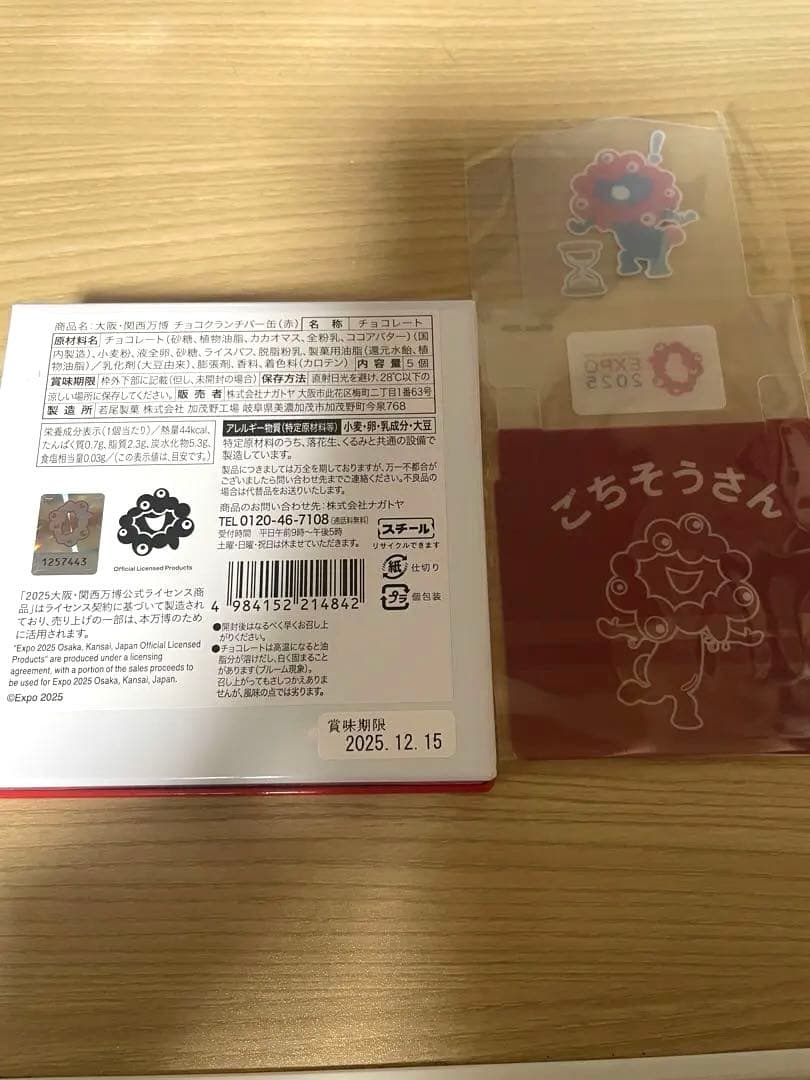 商品名:大阪・関西万博 チョコクランチバー缶(赤) 名 称 チョコレート
原材料名 チョコレート(砂糖、植物油脂、カカオマス、全粉乳、ココアバター)(国
内製造)、小麦粉、液全卵、砂糖、ライスパフ、脱脂粉乳、製菓用油脂(還元水飴、植
物油脂)/乳化剤(大豆由来)、膨張剤、香料、着色料(カロテン) 内 容 量 5 個
賞味期限 枠外下部に記載(但し、未開封の場合) 保存方法 直射日光を避け、28℃以下の
涼しい場所に保存してください。 販 売 者 株式会社ナガトヤ 大阪市此花区梅町二丁目1番63号
製 造 所 若尾製菓 株式会社 加茂野工場 岐阜県美濃加茂市加茂野町今泉768
栄養成分表示(1個当たり)/熱量44kcal、
たんぱく質0.7g、脂質2.3g、炭水化物5.3g、
食塩相当量0.03g/(この表示値は、目安です。)
アレルギー物質(特定原材料等) 小麦・卵・乳成分・大豆
特定原材料のうち、落花生、くるみと共通の設備で
製造しています。
製品につきましては万全を期しておりますが、万一不都合が
ございましたら問い合わせ先までご連絡ください。不良品の
場合は代替品をお送りいたします。
商品のお問い合わせ先:株式会社ナガトヤ
TEL 0120-46-7108 (通話料無料)
受付時間 平日午前9時〜午後5時
土曜・日曜・祝日は休ませていただきます。
スチール
リサイクルできます
紙 仕切り
プラ 個包装
1257443
Official Licensed Products
4 984152 214842
「2025大阪・関西万博公式ライセンス商
品」はライセンス契約に基づいて製造され
ており、売り上げの一部は、本万博のため
に活用されます。
"Expo 2025 Osaka, Kansai, Japan Official Licensed
Products" are produced under a licensing
agreement, with a portion of the sales proceeds to
be used for Expo 2025 Osaka, Kansai, Japan.
©Expo 2025
●開封後はなるべく早くお召し上
がりください。
●チョコレートは高温になると油
脂分が溶けだし、白く固まること
があります(ブルーム現象)。
召し上がってもさしつかえありま
せんが、風味の点では劣ります。
賞味期限
2025.12.15
EXPO
2025
こちそうさん